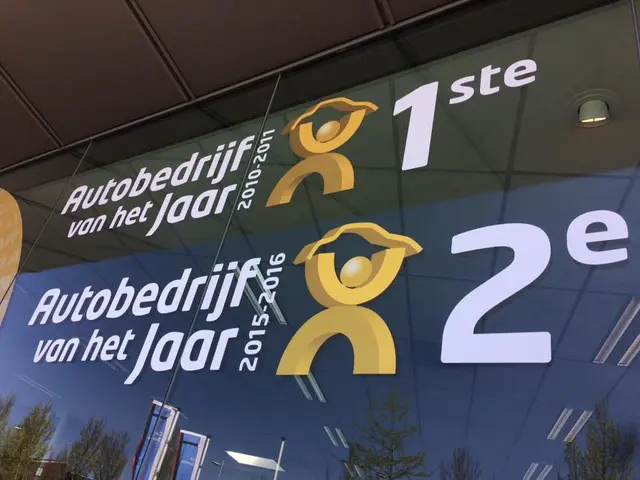 Autobedrijf
van het Jaar
2010-2011
1ste
Autobedrijf
van het Jaar
2015-2016
2e